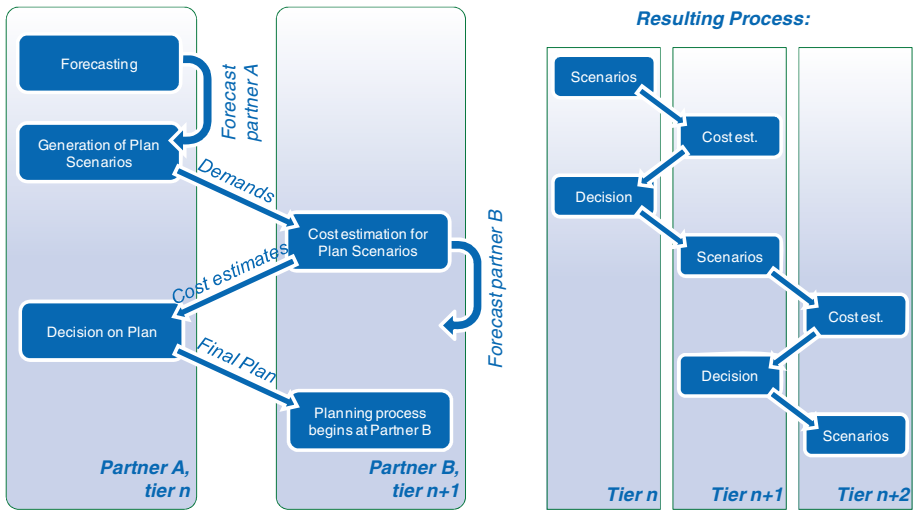 Forecasting
Forecast
partner A
Generation of Plan
Scenarios
Demands
Cost estimation for
Plan Scenarios
Cost estimates
Forecast partner B
Decision on Plan
Final Plan
Planning process
begins at Partner B
Partner A,
tier n
Partner B,
tier n+1
Resulting Process:
Scenarios
Cost est.
Decision
Scenarios
Cost est.
Decision
Scenarios
Tier n
Tier n+1
Tier n+2